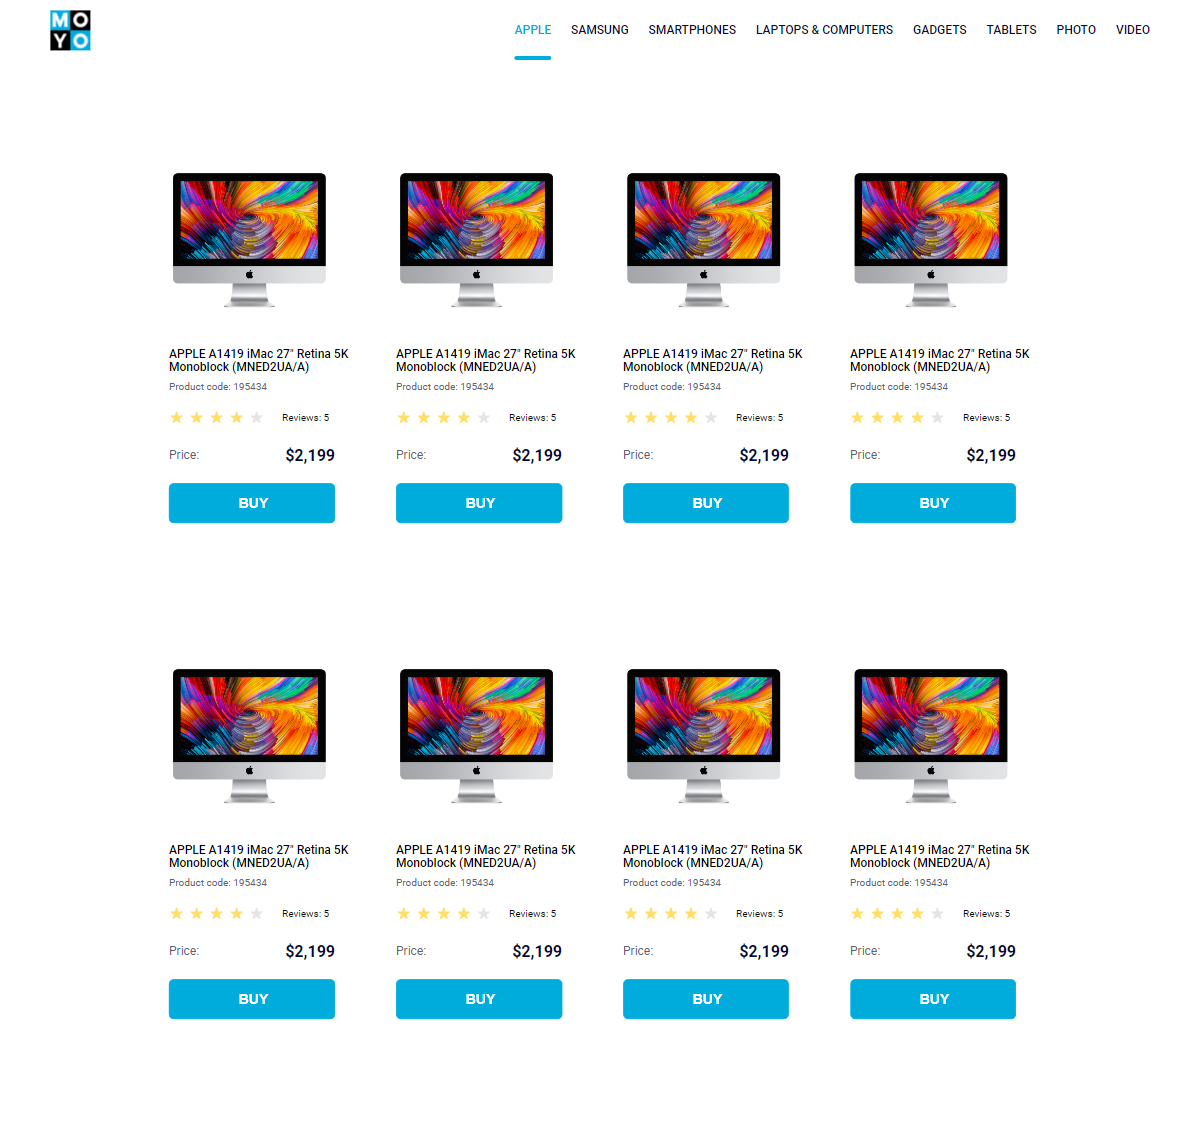 MO
YO
APPLE SAMSUNG SMARTPHONES LAPTOPS & COMPUTERS GADGETS TABLETS PHOTO VIDEO
APPLE A1419 iMac 27" Retina 5K
Monoblock (MNED2UA/A)
Product code: 195434
Reviews: 5
Price: $2,199
BUY
APPLE A1419 iMac 27" Retina 5K
Monoblock (MNED2UA/A)
Product code: 195434
Reviews: 5
Price: $2,199
BUY
APPLE A1419 iMac 27" Retina 5K
Monoblock (MNED2UA/A)
Product code: 195434
Reviews: 5
Price: $2,199
BUY
APPLE A1419 iMac 27" Retina 5K
Monoblock (MNED2UA/A)
Product code: 195434
Reviews: 5
Price: $2,199
BUY
APPLE A1419 iMac 27" Retina 5K
Monoblock (MNED2UA/A)
Product code: 195434
Reviews: 5
Price: $2,199
BUY
APPLE A1419 iMac 27" Retina 5K
Monoblock (MNED2UA/A)
Product code: 195434
Reviews: 5
Price: $2,199
BUY
APPLE A1419 iMac 27" Retina 5K
Monoblock (MNED2UA/A)
Product code: 195434
Reviews: 5
Price: $2,199
BUY
APPLE A1419 iMac 27" Retina 5K
Monoblock (MNED2UA/A)
Product code: 195434
Reviews: 5
Price: $2,199
BUY